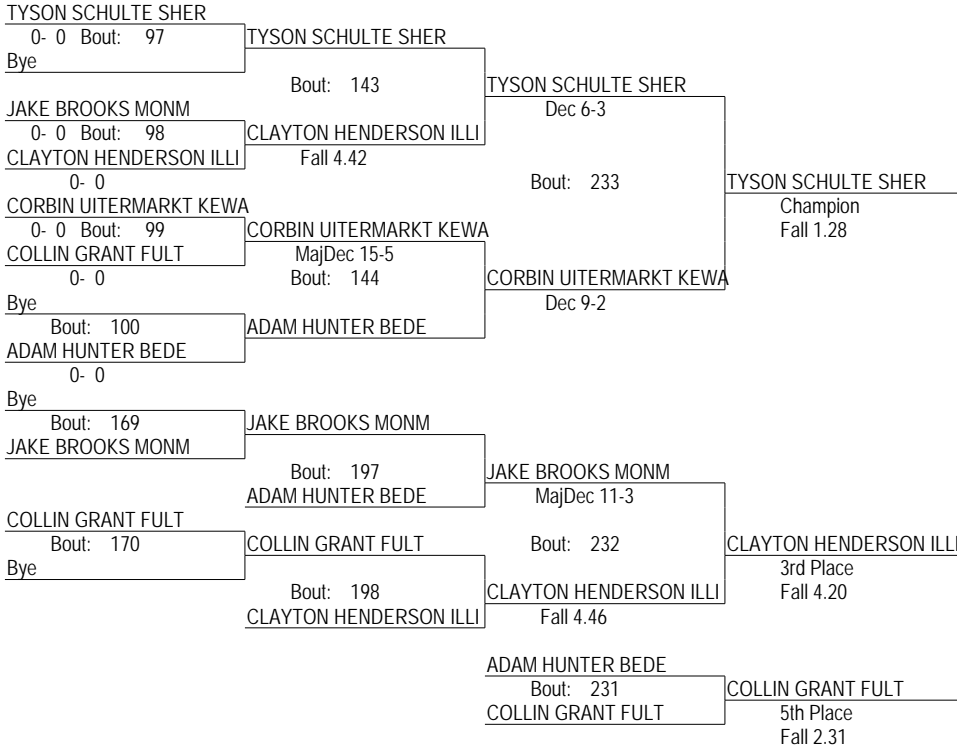 TYSON SCHULTE SHER
0- 0 Bout: 97
Bye
TYSON SCHULTE SHER
Bout: 143
JAKE BROOKS MONM
0- 0 Bout: 98
CLAYTON HENDERSON ILLI
0- 0
CLAYTON HENDERSON ILLI
Fall 4.42
TYSON SCHULTE SHER
Dec 6-3
CORBIN UITERMARKT KEWA
0- 0 Bout: 99
COLLIN GRANT FULT
0- 0
CORBIN UITERMARKT KEWA
MajDec 15-5
Bout: 144
Bye
Bout: 100
ADAM HUNTER BEDE
0- 0
ADAM HUNTER BEDE
CORBIN UITERMARKT KEWA
Dec 9-2
Bout: 233
TYSON SCHULTE SHER
Champion
Fall 1.28
Bye
Bout: 169
JAKE BROOKS MONM
JAKE BROOKS MONM
Bout: 197
ADAM HUNTER BEDE
JAKE BROOKS MONM
MajDec 11-3
COLLIN GRANT FULT
Bout: 170
Bye
COLLIN GRANT FULT
Bout: 198
CLAYTON HENDERSON ILLI
CLAYTON HENDERSON ILLI
Fall 4.46
Bout: 232
CLAYTON HENDERSON ILLI
3rd Place
Fall 4.20
ADAM HUNTER BEDE
Bout: 231
COLLIN GRANT FULT
COLLIN GRANT FULT
5th Place
Fall 2.31